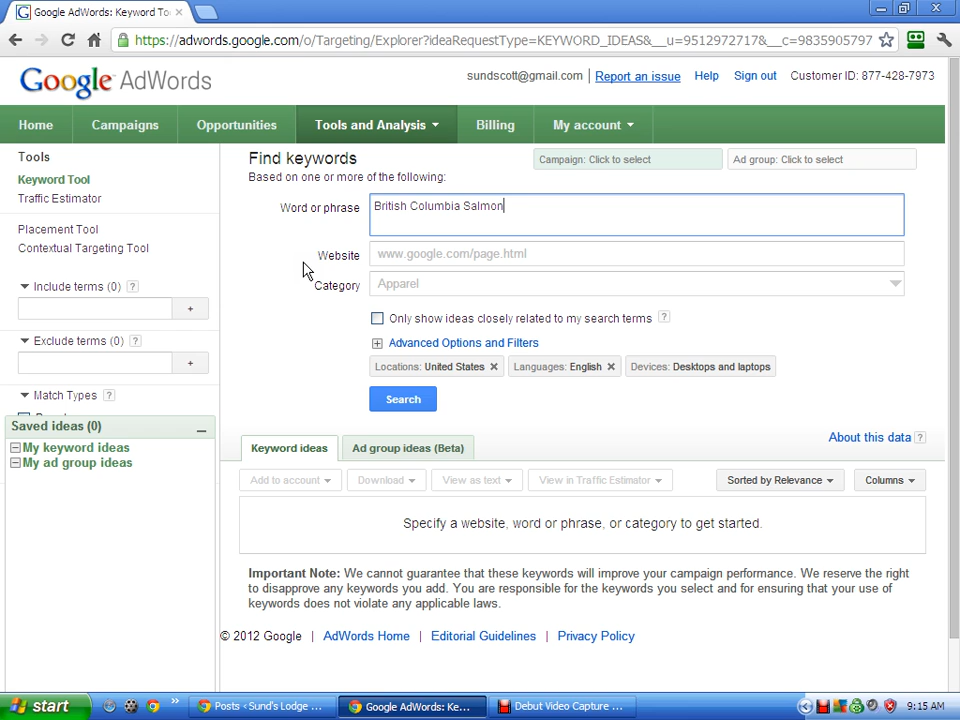 Google AdWords: Keyword To
https://adwords.google.com/o/Targeting/Explorer?ideaRequestType=KEYWORD_IDEAS&__u=9512972717&__c=9835905797
Google AdWords
sundscott@gmail.com | Report an issue Help Sign out Customer ID: 877-428-7973
Home Campaigns Opportunities Tools and Analysis Billing My account
Tools
Keyword Tool
Traffic Estimator
Placement Tool
Contextual Targeting Tool
Include terms (0) ?
+
Exclude terms (0) ?
+
Match Types ?
Saved ideas (0)
My keyword ideas
My ad group ideas
Find keywords
Campaign: Click to select Ad group: Click to select
Based on one or more of the following:
Word or phrase British Columbia Salmon
Website www.google.com/page.html
Category Apparel
Only show ideas closely related to my search terms ?
Advanced Options and Filters
Locations: United States Languages: English Devices: Desktops and laptops
Search
About this data ?
Keyword ideas Ad group ideas (Beta)
Add to account Download View as text View in Traffic Estimator Sorted by Relevance Columns
Specify a website, word or phrase, or category to get started.
Important Note: We cannot guarantee that these keywords will improve your campaign performance. We reserve the right
to disapprove any keywords you add. You are responsible for the keywords you select and for ensuring that your use of
keywords does not violate any applicable laws.
© 2012 Google | AdWords Home | Editorial Guidelines | Privacy Policy
start Posts < Sund's Lodge ... Google AdWords: Ke... Debut Video Capture ... 9:15 AM